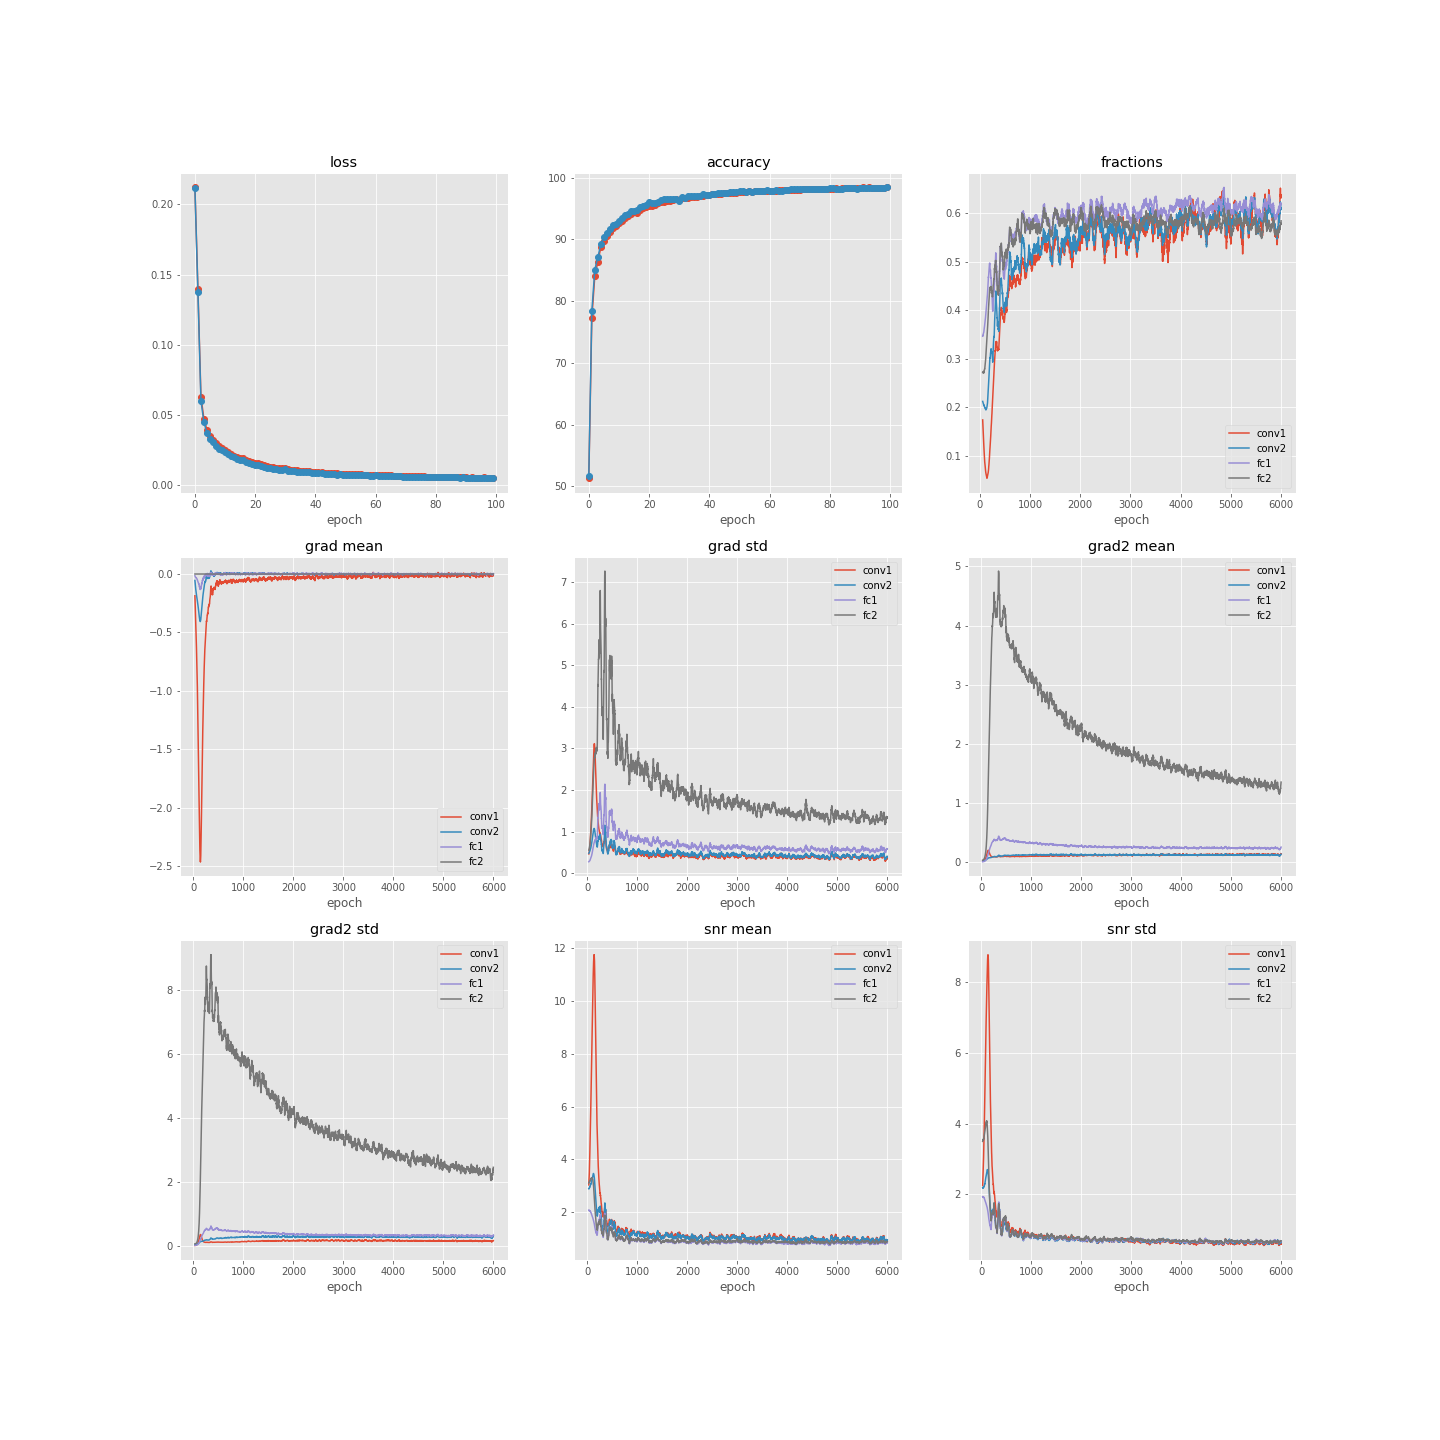 loss
0.20
0.15
0.10
0.05
0.00
0 20 40 60 80 100
epoch
accuracy
100
90
80
70
60
50
0 20 40 60 80 100
epoch
fractions
0.6
0.5
0.4
0.3
0.2
0.1
conv1
conv2
fc1
fc2
0 1000 2000 3000 4000 5000 6000
epoch
grad mean
0.0
−0.5
−1.0
−1.5
−2.0
−2.5
conv1
conv2
fc1
fc2
0 1000 2000 3000 4000 5000 6000
epoch
grad std
7
6
5
4
3
2
1
0
conv1
conv2
fc1
fc2
0 1000 2000 3000 4000 5000 6000
epoch
grad2 mean
5
4
3
2
1
0
conv1
conv2
fc1
fc2
0 1000 2000 3000 4000 5000 6000
epoch
grad2 std
8
6
4
2
0
conv1
conv2
fc1
fc2
0 1000 2000 3000 4000 5000 6000
epoch
snr mean
12
10
8
6
4
2
conv1
conv2
fc1
fc2
0 1000 2000 3000 4000 5000 6000
epoch
snr std
8
6
4
2
conv1
conv2
fc1
fc2
0 1000 2000 3000 4000 5000 6000
epoch